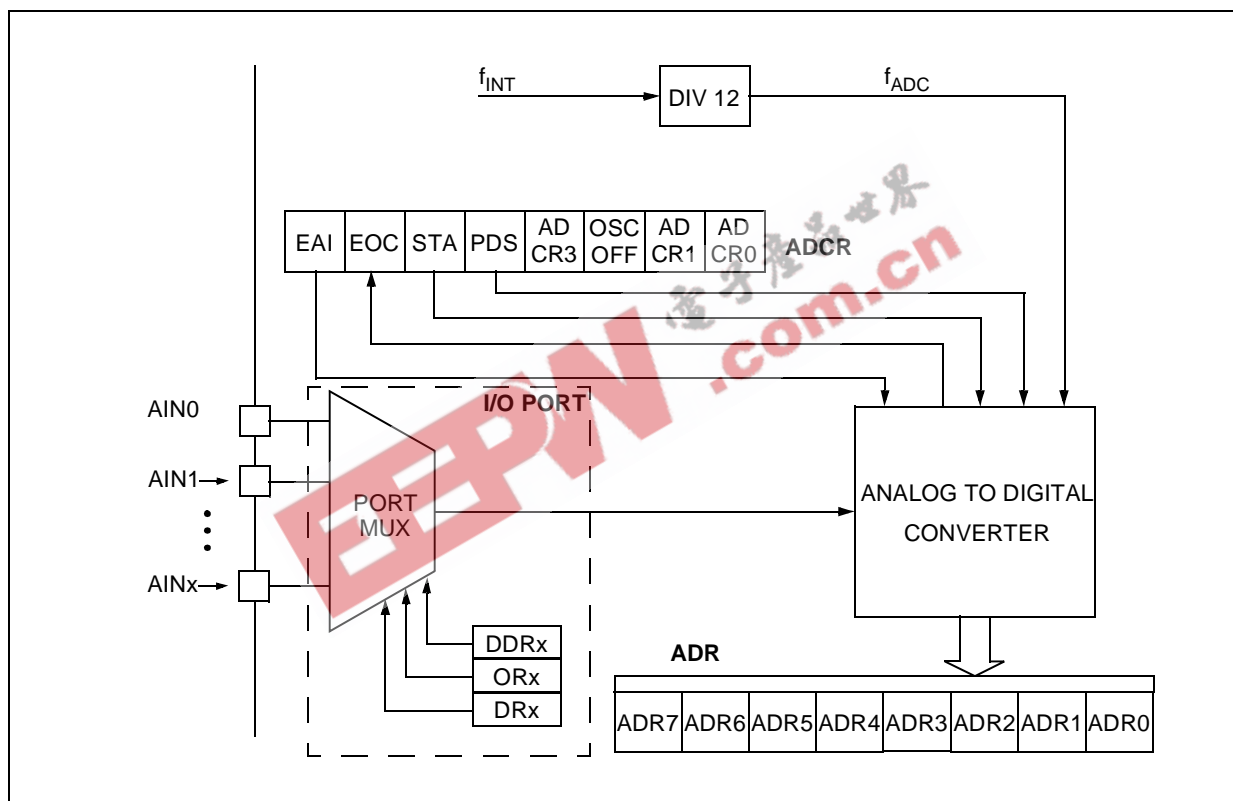 fINT
DIV 12
fADC
EAI EOC STA PDS AD CR3 OSC OFF AD CR1 AD CR0
ADCR
電子產品世界
.com.cn
EEPW
I/O PORT
AIN0
AIN1
AINx
PORT
MUX
ANALOG TO DIGITAL
CONVERTER
DDRx
ORx
DRx
ADR
ADR7 ADR6 ADR5 ADR4 ADR3 ADR2 ADR1 ADR0